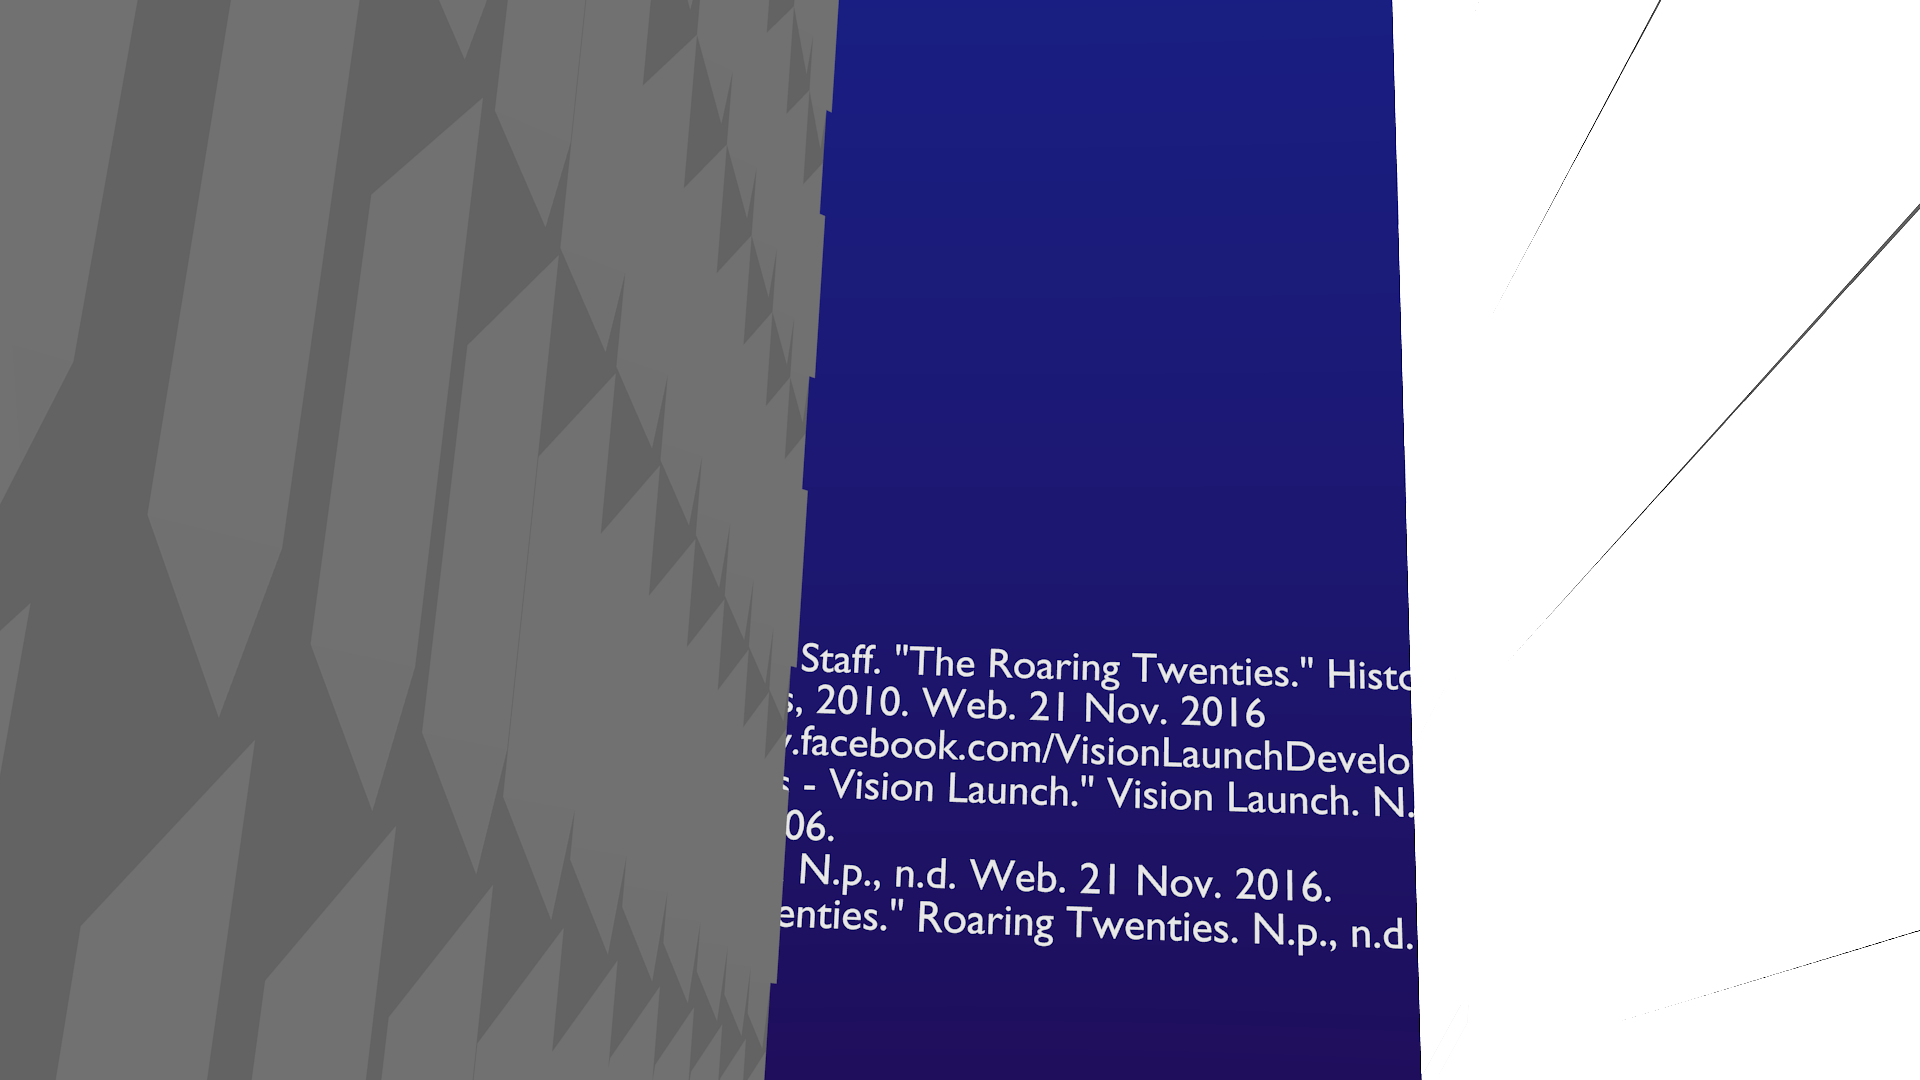 Staff. "The Roaring Twenties."
, 2010. Web. 21 Nov. 2016
.facebook.com/VisionLaunchDevelo
- Vision Launch." Vision Launch. N.
06.
N.p., n.d. Web. 21 Nov. 2016.
enties." Roaring Twenties. N.p., n.d.